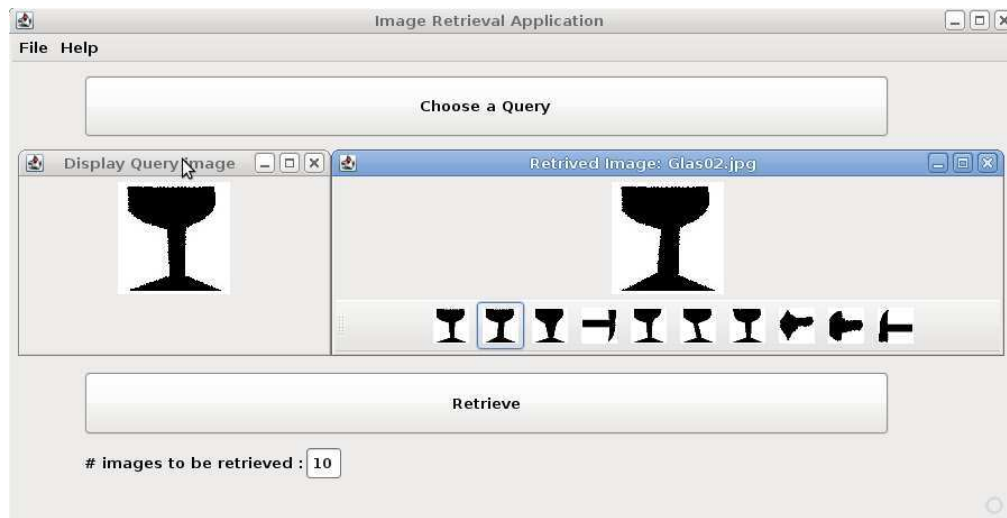 Image Retrieval Application
File Help
Choose a Query
Display Query Image
Retrived Image: Glas02.jpg
Retrieve
# images to be retrieved : 10